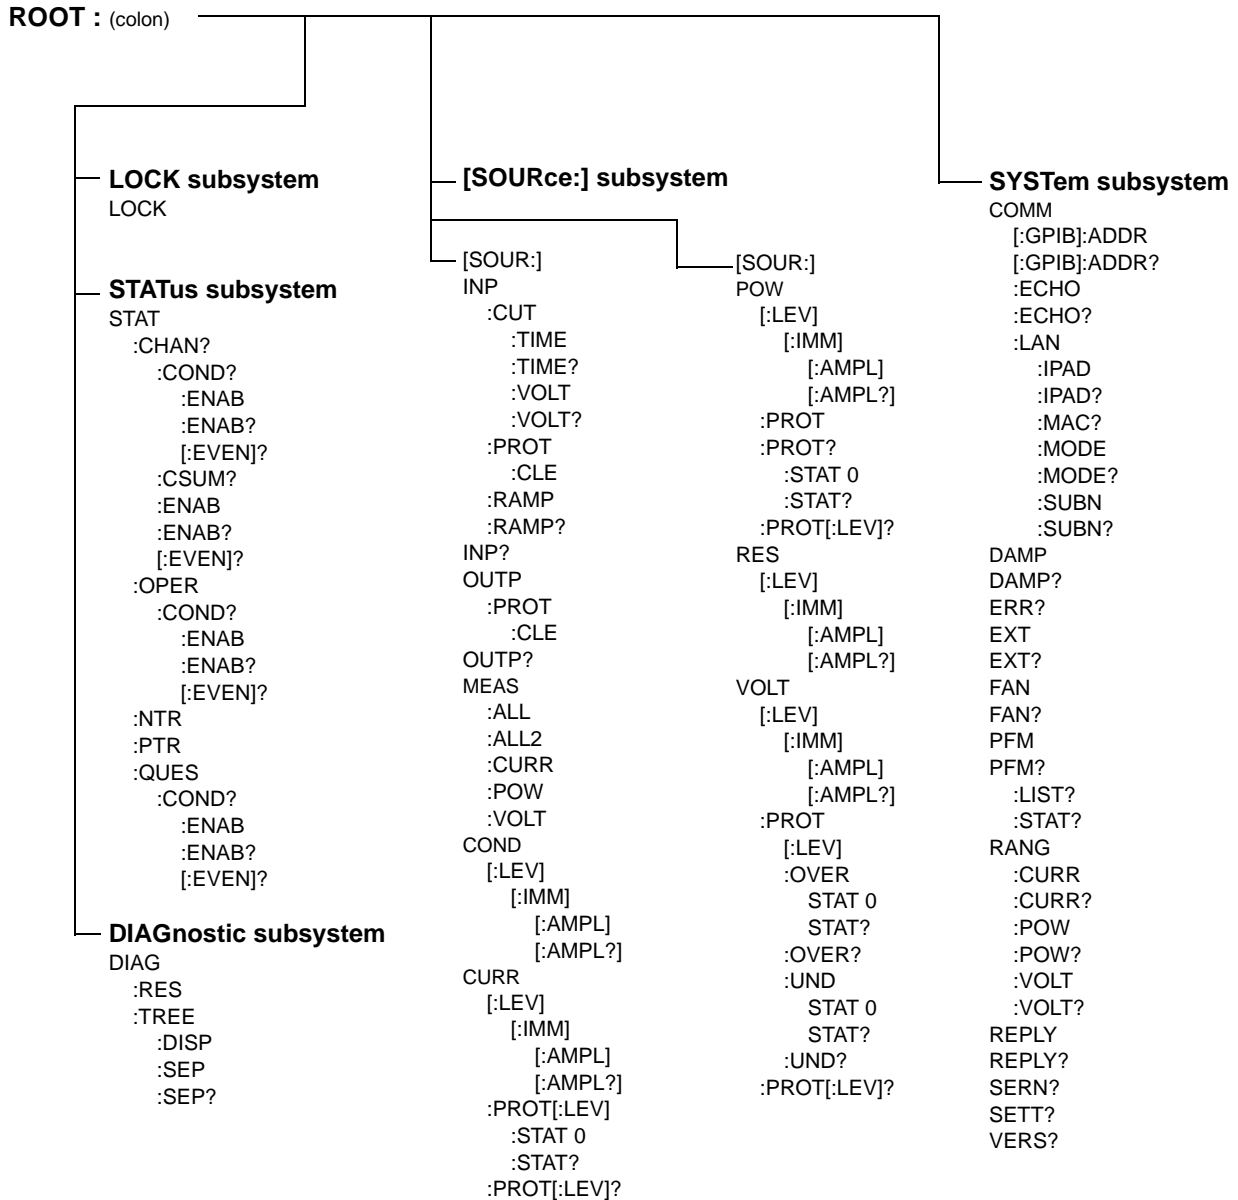 ROOT : (colon)
LOCK subsystem
LOCK
STATus subsystem
STAT
:CHAN?
:COND?
:ENAB
:ENAB?
[:EVEN]?
:CSUM?
:ENAB
:ENAB?
[:EVEN]?
:OPER
:COND?
:ENAB
:ENAB?
[:EVEN]?
:NTR
:PTR
:QUES
:COND?
:ENAB
:ENAB?
[:EVEN]?
DIAGnostic subsystem
DIAG
:RES
:TREE
:DISP
:SEP
:SEP?
[SOURce:] subsystem
[SOUR:]
INP
:CUT
:TIME
:TIME?
:VOLT
:VOLT?
:PROT
:CLE
:RAMP
:RAMP?
INP?
OUTP
:PROT
:CLE
OUTP?
MEAS
:ALL
:ALL2
:CURR
:POW
:VOLT
COND
[:LEV]
[:IMM]
[:AMPL]
[:AMPL?]
CURR
[:LEV]
[:IMM]
[:AMPL]
[:AMPL?]
:PROT[:LEV]
:STAT 0
:STAT?
:PROT[:LEV]?
[SOUR:]
POW
[:LEV]
[:IMM]
[:AMPL]
[:AMPL?]
:PROT
:PROT?
:STAT 0
:STAT?
:PROT[:LEV]?
RES
[:LEV]
[:IMM]
[:AMPL]
[:AMPL?]
VOLT
[:LEV]
[:IMM]
[:AMPL]
[:AMPL?]
:PROT
[:LEV]
:OVER
STAT 0
STAT?
:OVER?
:UND
STAT 0
STAT?
:UND?
:PROT[:LEV]?
SYSTem subsystem
COMM
[:GPIB]:ADDR
[:GPIB]:ADDR?
:ECHO
:ECHO?
:LAN
:IPAD
:IPAD?
:MAC?
:MODE
:MODE?
:SUBN
:SUBN?
DAMP
DAMP?
ERR?
EXT
EXT?
FAN
FAN?
PFM
PFM?
:LIST?
:STAT?
RANG
:CURR
:CURR?
:POW
:POW?
:VOLT
:VOLT?
REPLY
REPLY?
SERN?
SETT?
VERS?